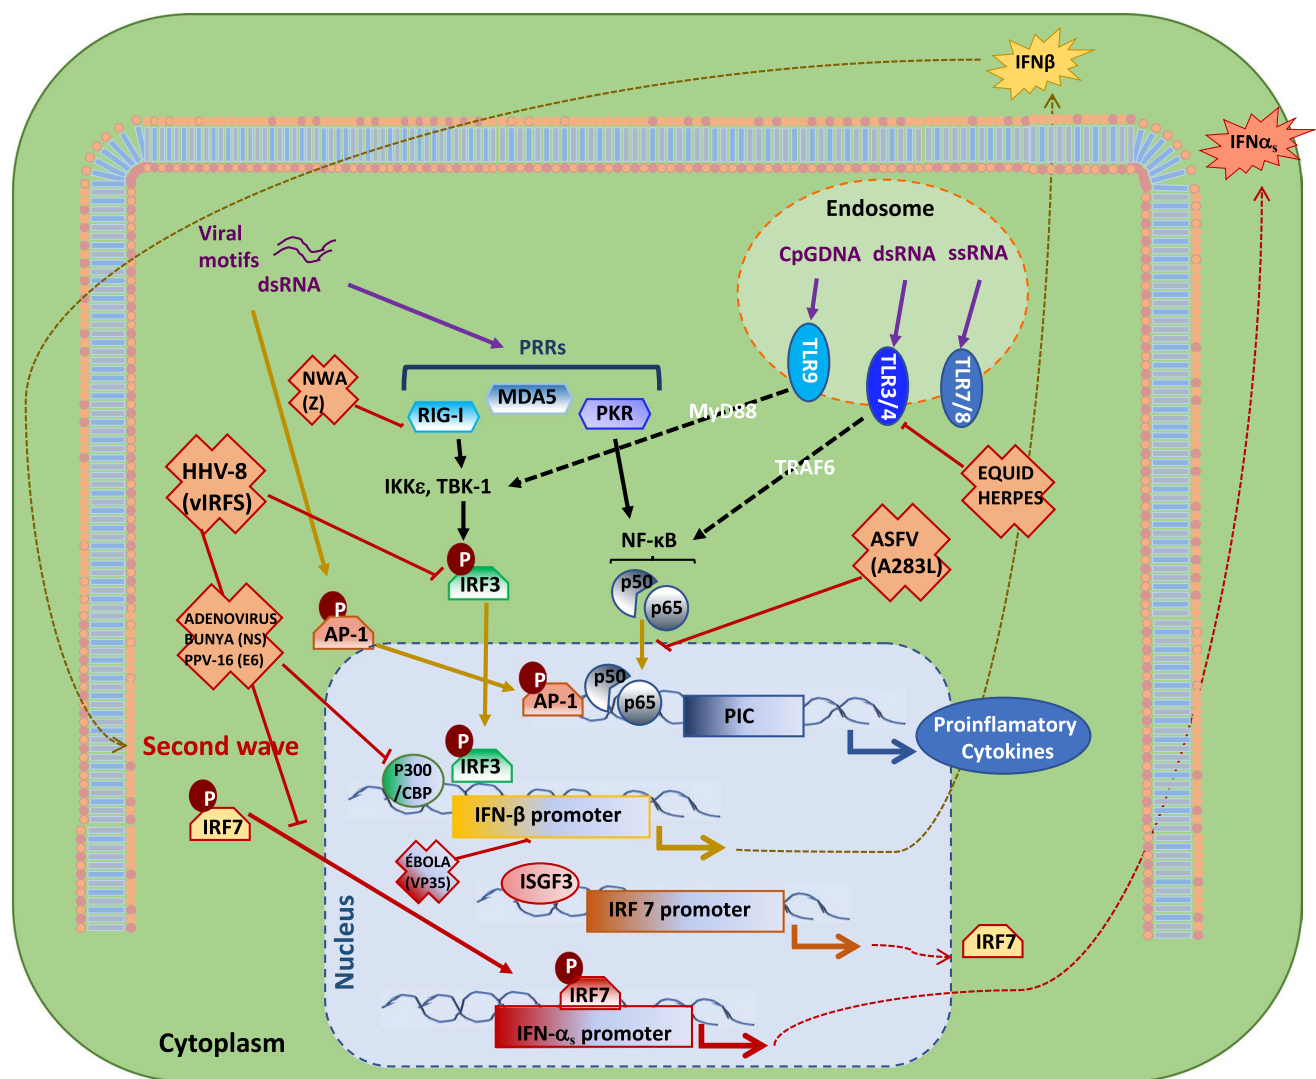 IFNβ
IFNαs
Endosome
CpGDNA dsRNA ssRNA
TLR9
TLR3/4
TLR7/8
Viral
motifs
dsRNA
PRRs
NWA
(Z)
RIG-I
MDA5
PKR
MyD88
TRAF6
EQUID
HERPES
HHV-8
(vIRFS)
IKKε, TBK-1
NF-κB
ASFV
(A283L)
P
IRF3
p50
p65
ADENOVIRUS
BUNYA (NS)
PPV-16 (E6)
P
AP-1
P
AP-1
p50
p65
PIC
Proinflamatory
Cytokines
Second wave
P
IRF3
P300
/CBP
IFN-β promoter
P
IRF7
ÉBOLA
(VP35)
ISGF3
IRF 7 promoter
IRF7
Nucleus
P
IRF7
IFN-αs promoter
Cytoplasm